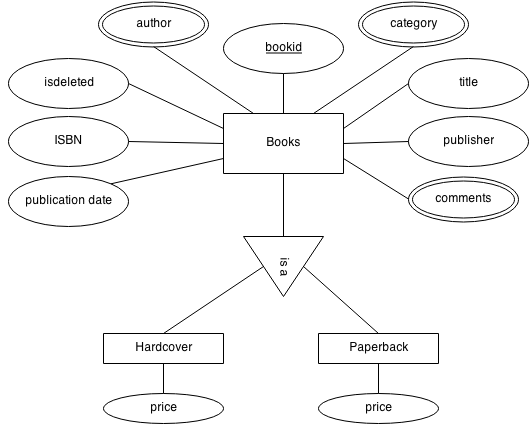 author
category
bookid
isdeleted
title
ISBN
Books
publisher
publication date
comments
is a
Hardcover
Paperback
price
price